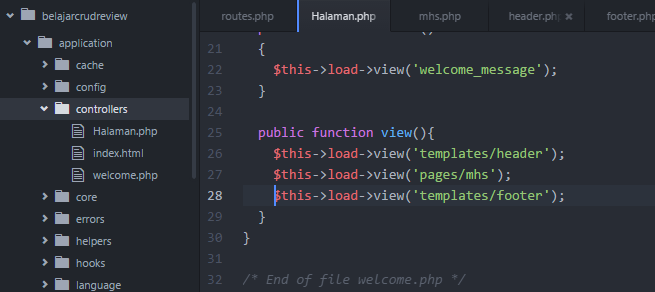 belajarcrudreview
application
cache
config
controllers
Halaman.php
index.html
welcome.php
core
errors
helpers
hooks
language
routes.php
Halaman.php
mhs.php
header.ph
footer.php
()
21 {
22 $this->load->view('welcome_message');
23 }
24
25 public function view(){
26 $this->load->view('templates/header');
27 $this->load->view('pages/mhs');
28 $this->load->view('templates/footer');
29 }
30 }
31
32 /* End of file welcome.php */